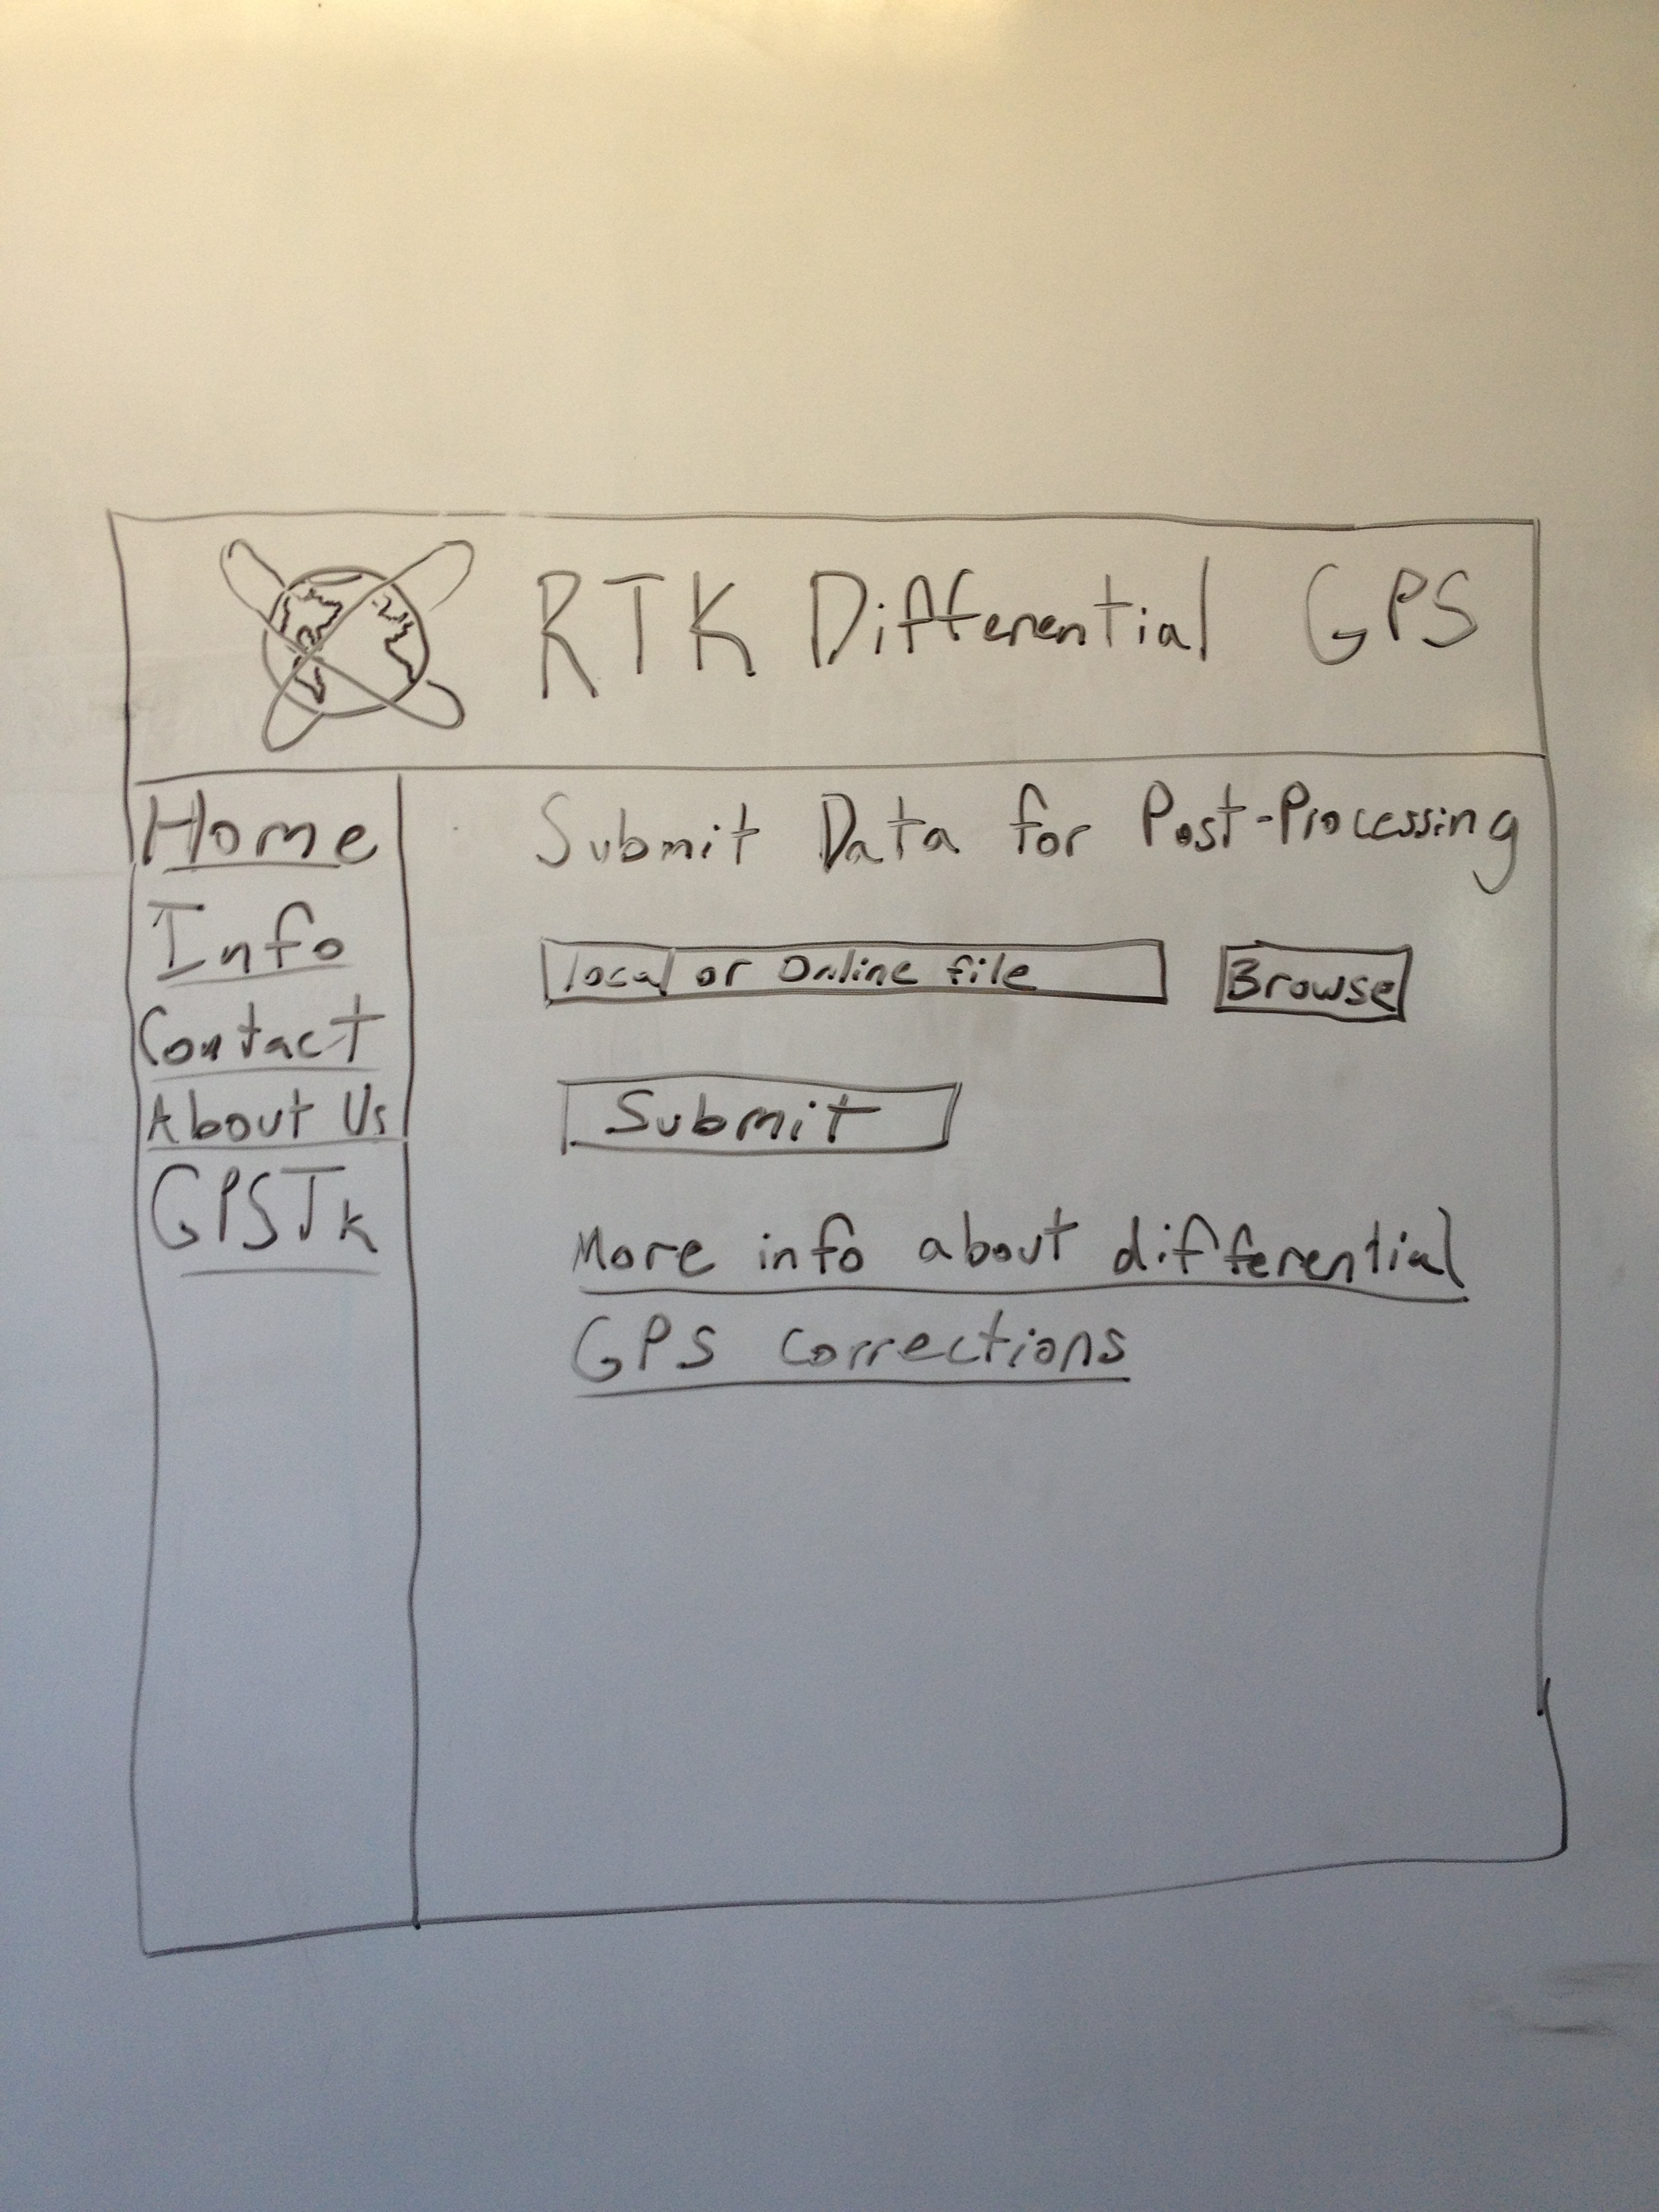 RTK Differential GPS
Home
Info
Contact
About Us
GPSTk
Submit Data for Post-Processing
local or Online file
Browse
Submit
More info about differential
GPS corrections